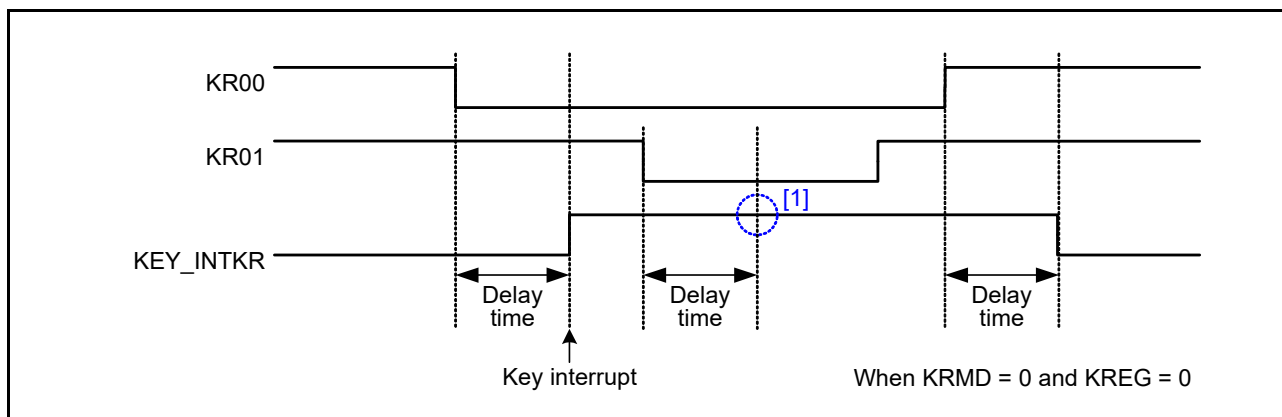 KR00
KR01
[1]
KEY_INTKR
Delay
time
Delay
time
Delay
time
Key interrupt
When KRMD = 0 and KREG = 0